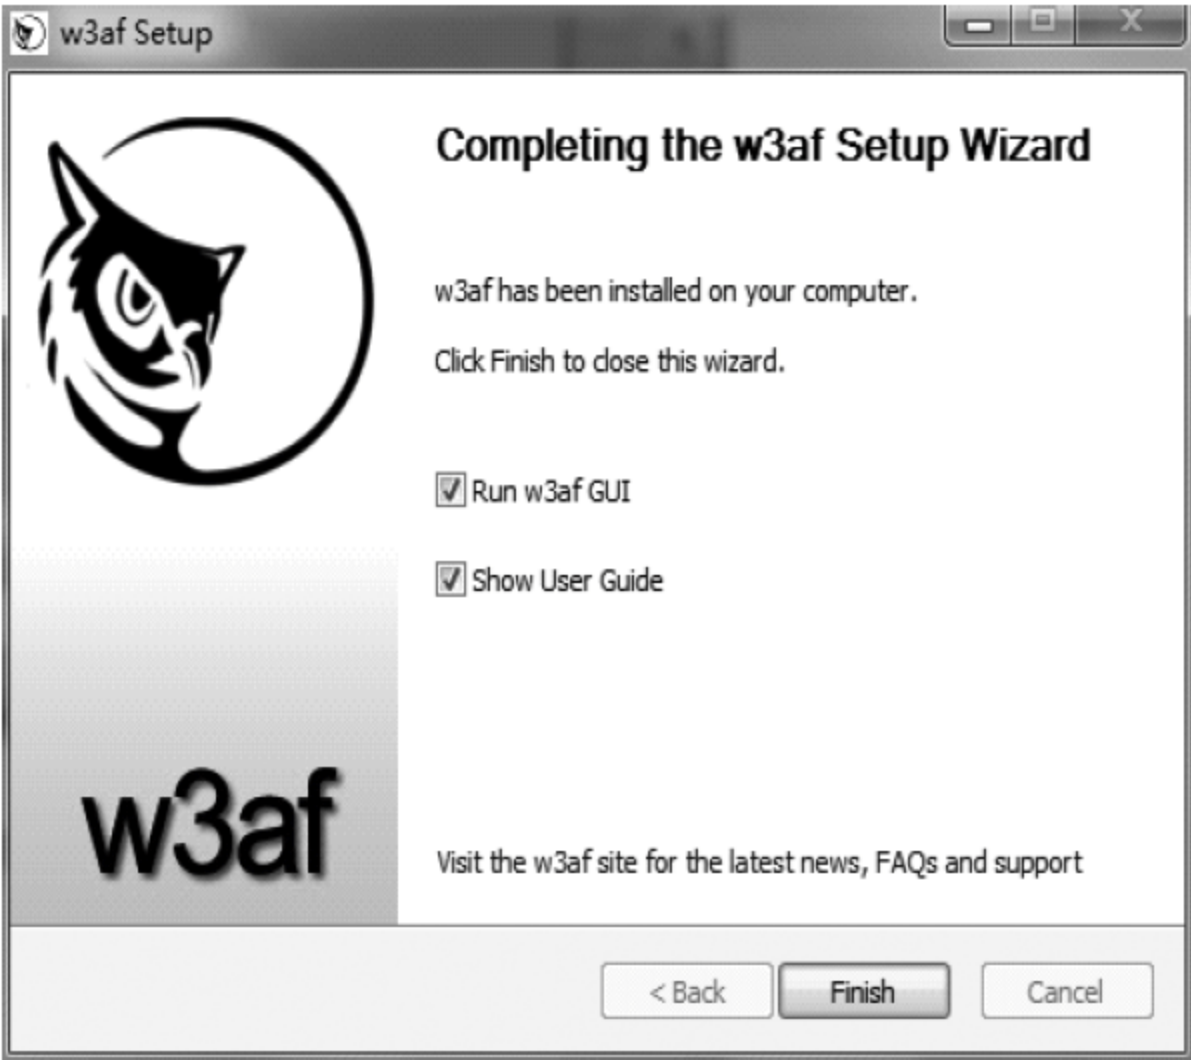 w3af Setup
Completing the w3af Setup Wizard
w3af has been installed on your computer.
Click Finish to close this wizard.
Run w3af GUI
Show User Guide
w3af
Visit the w3af site for the latest news, FAQs and support
< Back
Finish
Cancel